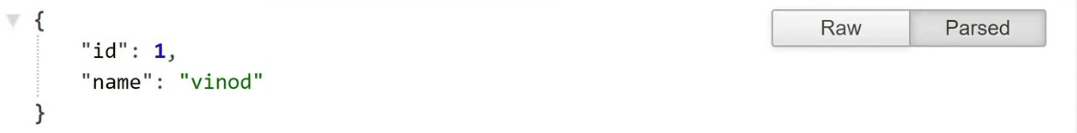 {
Raw Parsed
"id": 1,
"name": "vinod"
}